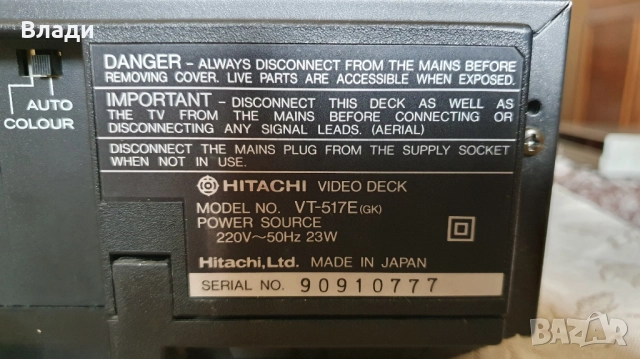 Влади
AUTO
COLOUR
DANGER – ALWAYS DISCONNECT FROM THE MAINS BEFORE
REMOVING COVER. LIVE PARTS ARE ACCESSIBLE WHEN EXPOSED.
IMPORTANT – DISCONNECT THIS DECK AS WELL AS
THE TV FROM THE MAINS BEFORE CONNECTING OR
DISCONNECTING ANY SIGNAL LEADS. (AERIAL)
DISCONNECT THE MAINS PLUG FROM THE SUPPLY SOCKET
WHEN NOT IN USE.
HITACHI VIDEO DECK
MODEL NO. VT-517E (GK)
POWER SOURCE
220V~50Hz 23W
Hitachi, Ltd. MADE IN JAPAN
SERIAL NO. 90910777
BAZAR